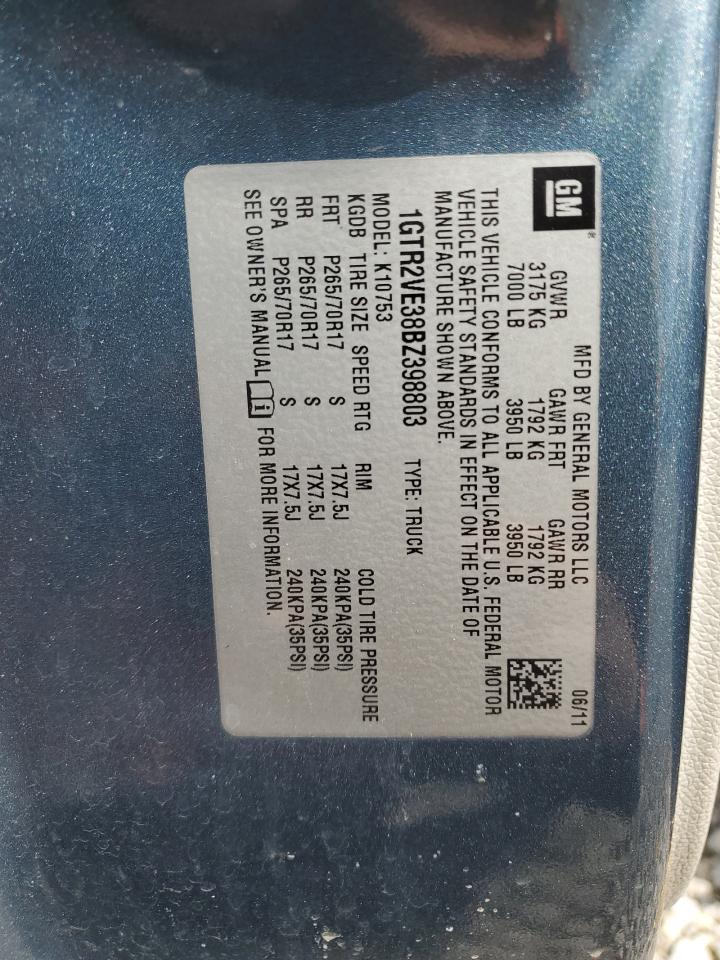 GM®
MFD BY GENERAL MOTORS LLC 06/11
GVWR GAWR FRT GAWR RR
3175 KG 1792 KG 1792 KG
7000 LB 3950 LB 3950 LB
THIS VEHICLE CONFORMS TO ALL APPLICABLE U.S. FEDERAL MOTOR
VEHICLE SAFETY STANDARDS IN EFFECT ON THE DATE OF
MANUFACTURE SHOWN ABOVE.
1GTR2VE38BZ398803 TYPE: TRUCK
MODEL: K10753
KGDB TIRE SIZE SPEED RTG RIM COLD TIRE PRESSURE
FRT P265/70R17 S 17X7.5J 240KPA(35PSI)
RR P265/70R17 S 17X7.5J 240KPA(35PSI)
SPA P265/70R17 S 17X7.5J 240KPA(35PSI)
SEE OWNER'S MANUAL FOR MORE INFORMATION.